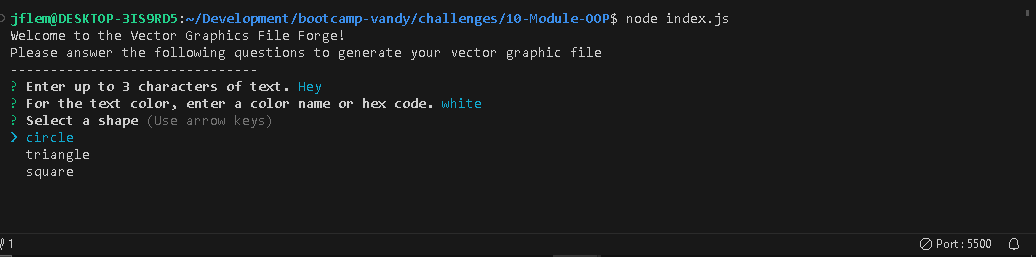 jflem@DESKTOP-3IS9RD5:~/Development/bootcamp-vandy/challenges/10-Module-OOP$ node index.js
Welcome to the Vector Graphics File Forge!
Please answer the following questions to generate your vector graphic file
-------------------------------
? Enter up to 3 characters of text. Hey
? For the text color, enter a color name or hex code. white
? Select a shape (Use arrow keys)
❯ circle
triangle
square
1
Port : 5500